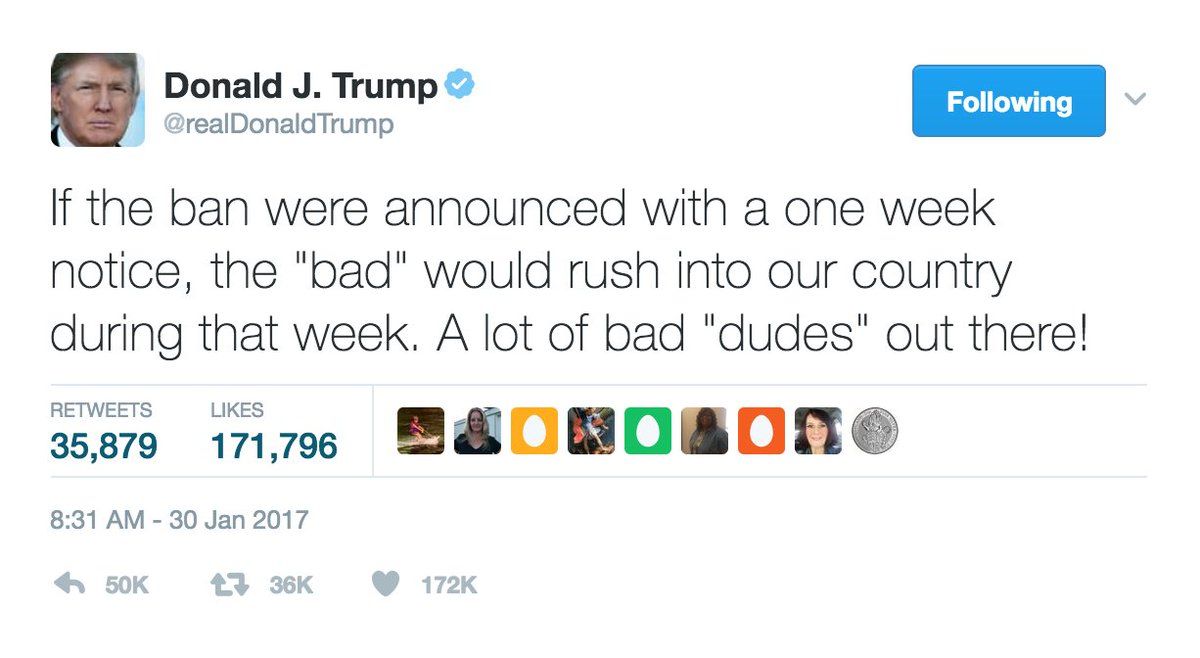 Donald J. Trump
@realDonaldTrump
Following
If the ban were announced with a one week
notice, the "bad" would rush into our country
during that week. A lot of bad "dudes" out there!
RETWEETS LIKES
35,879 171,796
8:31 AM - 30 Jan 2017
50K 36K 172K